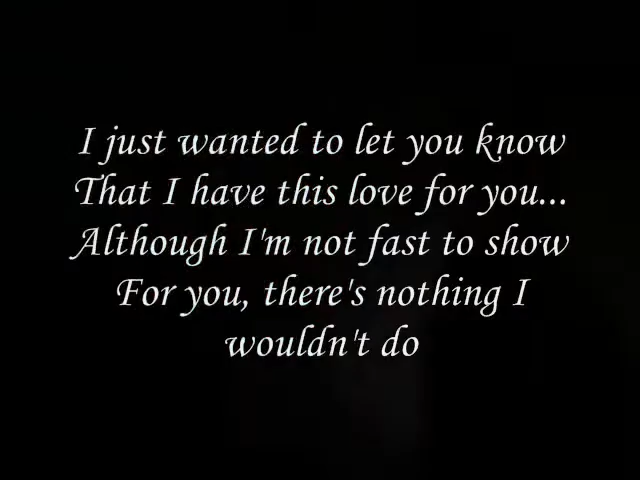 I just wanted to let you know
That I have this love for you...
Although I'm not fast to show
For you, there's nothing I
wouldn't do